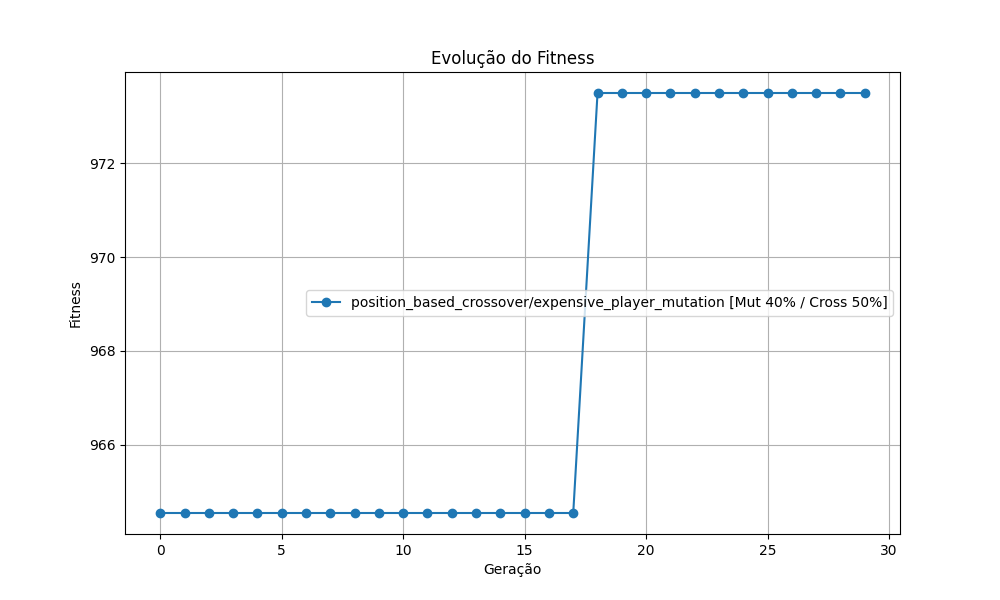 Evolução do Fitness
Fitness
972
970
968
966
position_based_crossover/expensive_player_mutation [Mut 40% / Cross 50%]
0 5 10 15 20 25 30
Geração